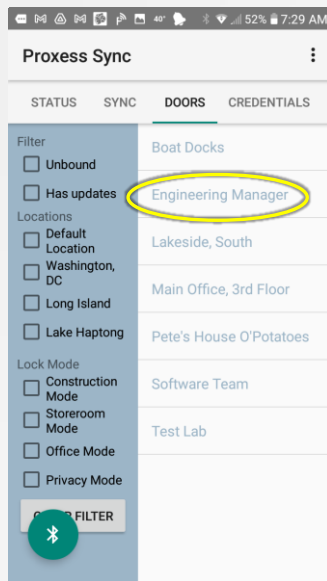 40° 52% 7:29 AM
Proxess Sync
STATUS SYNC DOORS CREDENTIALS
Filter
Unbound
Has updates
Locations
Default
Location
Washington,
DC
Long Island
Lake Haptong
Lock Mode
Construction
Mode
Storeroom
Mode
Office Mode
Privacy Mode
FILTER
Boat Docks
Engineering Manager
Lakeside, South
Main Office, 3rd Floor
Pete's House O'Potatoes
Software Team
Test Lab